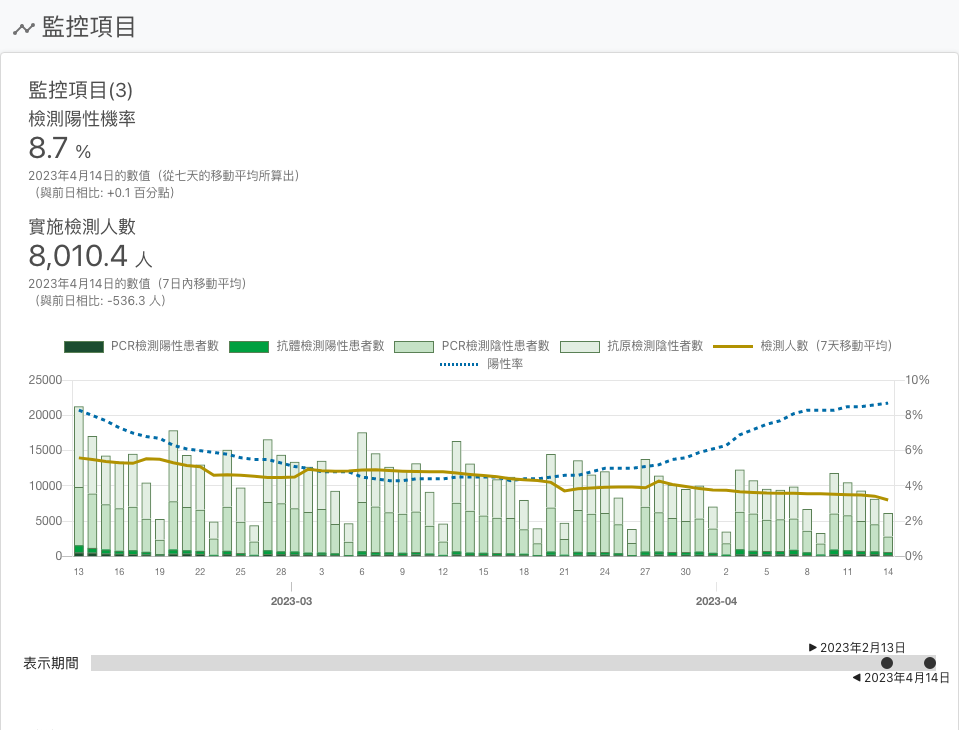 監控項目
監控項目(3)
檢測陽性機率
8.7 %
2023年4月14日的數值（從七天的移動平均所算出）
（與前日相比: +0.1 百分點）
實施檢測人數
8,010.4 人
2023年4月14日的數值（7日內移動平均）
（與前日相比: -536.3 人）
PCR檢測陽性患者數 抗體檢測陽性患者數 PCR檢測陰性患者數 抗原檢測陰性者數 檢測人數（7天移動平均）
陽性率
25000 10%
20000 8%
15000 6%
10000 4%
5000 2%
0 0%
13 16 19 22 25 28 3 6 9 12 15 18 21 24 27 30 2 5 8 11 14
2023-03 2023-04
▶ 2023年2月13日
表示期間
◀ 2023年4月14日